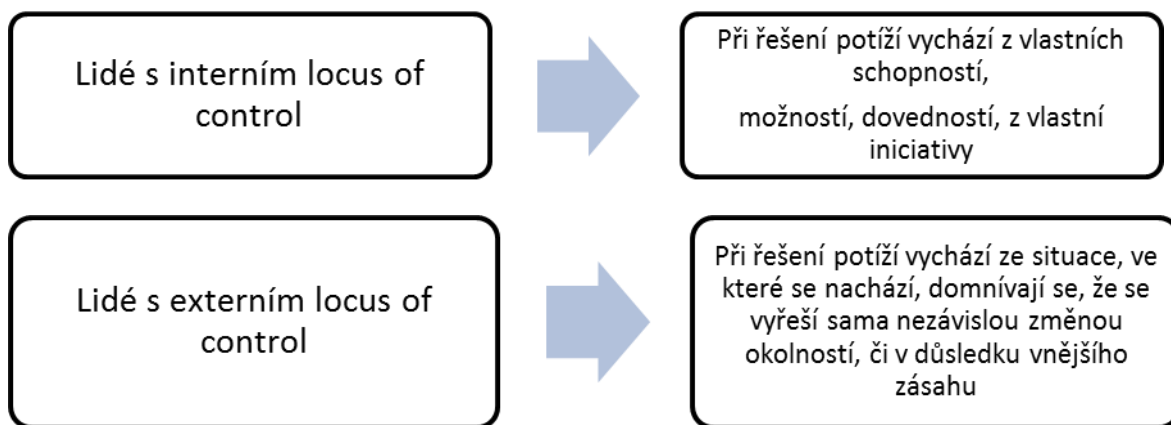 Lidé s interním locus of
control
Při řešení potíží vychází z vlastních
schopností,
možností, dovedností, z vlastní
iniciativy
Lidé s externím locus of
control
Při řešení potíží vychází ze situace, ve
které se nachází, domnívají se, že se
vyřeší sama nezávislou změnou
okolností, či v důsledku vnějšího
zásahu